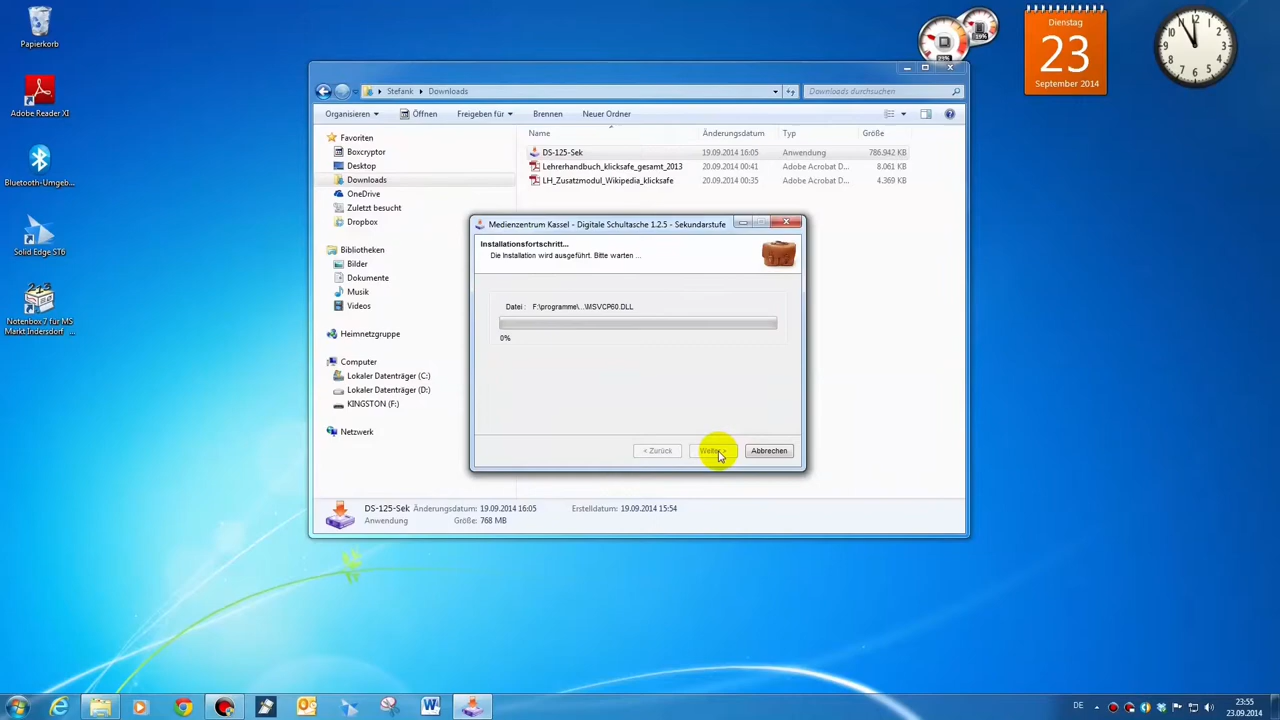 Papierkorb
Adobe Reader XI
Bluetooth-Umgeb...
Solid Edge ST6
Notenbox 7 für MS
Markt Indersdorf ...
Dienstag
23
September 2014
Stefank
Downloads
Downloads durchsuchen
Organisieren
Öffnen
Freigeben für
Brennen
Neuer Ordner
Favoriten
Boxcryptor
Desktop
Downloads
OneDrive
Zuletzt besucht
Dropbox
Bibliotheken
Bilder
Dokumente
Musik
Videos
Heimnetzgruppe
Computer
Lokaler Datenträger (C:)
Lokaler Datenträger (D:)
KINGSTON (F:)
Netzwerk
Name Änderungsdatum Typ Größe
DS-125-Sek 19.09.2014 16:05 Anwendung 786.942 KB
Lehrerhandbuch_klicksafe_gesamt_2013 20.09.2014 00:41 Adobe Acrobat D... 8.061 KB
LH_Zusatzmodul_Wikipedia_klicksafe 20.09.2014 00:35 Adobe Acrobat D... 4.369 KB
Medienzentrum Kassel - Digitale Schultasche 1.2.5 - Sekundarstufe
Installationsfortschritt...
Die Installation wird ausgeführt. Bitte warten ...
Datei : F:\programme\...\MSVCP60.DLL
0%
< Zurück
Weiter >
Abbrechen
DS-125-Sek Änderungsdatum: 19.09.2014 16:05 Erstelldatum: 19.09.2014 15:54
Anwendung Größe: 768 MB
DE
23:55
23.09.2014